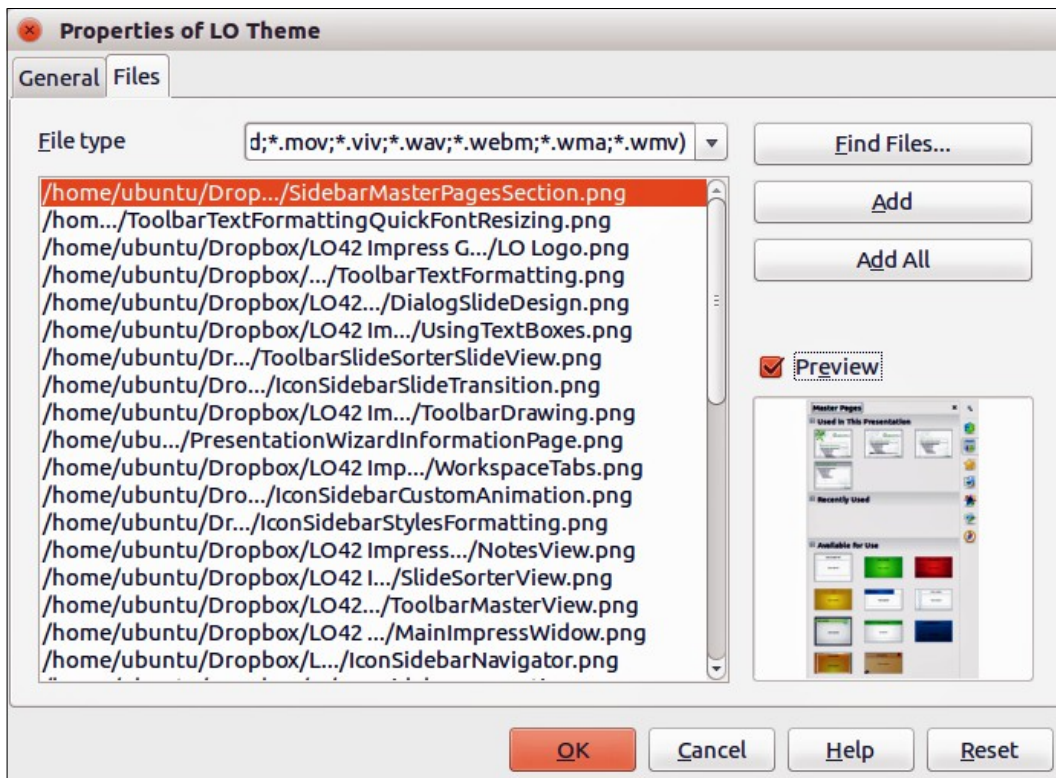 Properties of LO Theme
General Files
File type
d;*.mov;*.viv;*.wav;*.webm;*.wma;*.wmv)
Find Files...
/home/ubuntu/Drop.../SidebarMasterPagesSection.png
/hom.../ToolbarTextFormattingQuickFontResizing.png
/home/ubuntu/Dropbox/LO42 Impress G.../LO Logo.png
/home/ubuntu/Dropbox/.../ToolbarTextFormatting.png
/home/ubuntu/Dropbox/LO42.../DialogSlideDesign.png
/home/ubuntu/Dropbox/LO42 Im.../UsingTextBoxes.png
/home/ubuntu/Dr.../ToolbarSlideSorterSlideView.png
/home/ubuntu/Dro.../IconSidebarSlideTransition.png
/home/ubuntu/Dropbox/LO42 Im.../ToolbarDrawing.png
/home/ubu.../PresentationWizardInformationPage.png
/home/ubuntu/Dropbox/LO42 Imp.../WorkspaceTabs.png
/home/ubuntu/Dro.../IconSidebarCustomAnimation.png
/home/ubuntu/Dr.../IconSidebarStylesFormatting.png
/home/ubuntu/Dropbox/LO42 Impress.../NotesView.png
/home/ubuntu/Dropbox/LO42 I.../SlideSorterView.png
/home/ubuntu/Dropbox/LO42.../ToolbarMasterView.png
/home/ubuntu/Dropbox/LO42 .../MainImpressWidow.png
/home/ubuntu/Dropbox/L.../IconSidebarNavigator.png
Add
Add All
Preview
Master Pages
Used in This Presentation
Recently Used
Available for Use
OK Cancel Help Reset